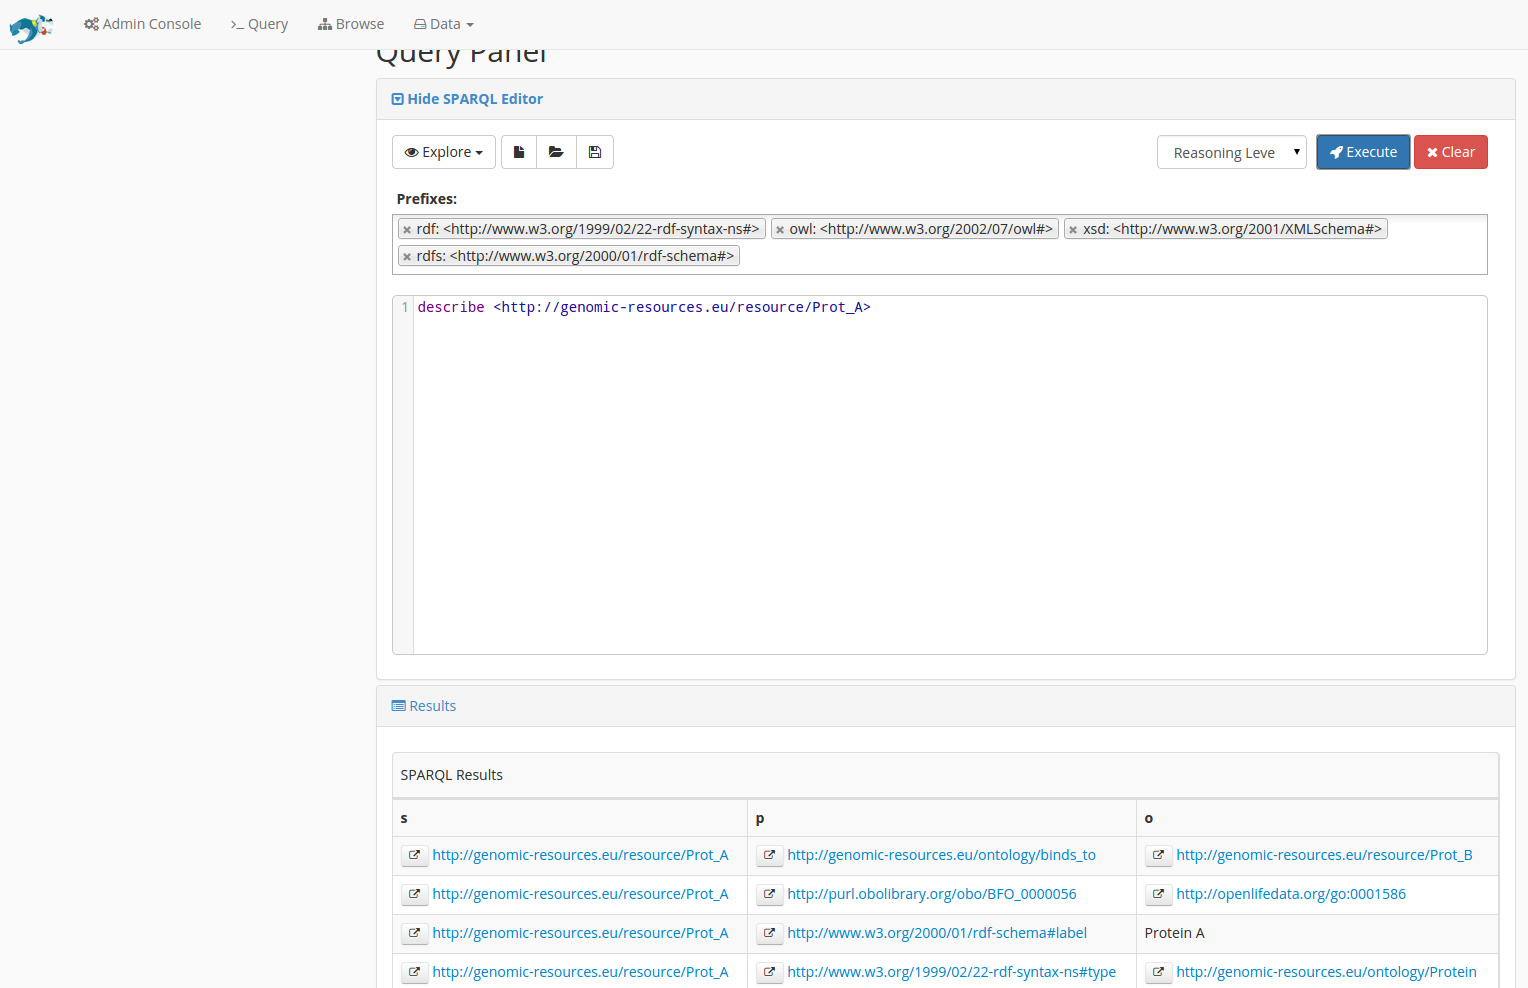 Admin Console Query Browse Data
Query Panel
Hide SPARQL Editor
Explore Reasoning Leve Execute Clear
Prefixes:
rdf: <http://www.w3.org/1999/02/22-rdf-syntax-ns#> owl: <http://www.w3.org/2002/07/owl#> xsd: <http://www.w3.org/2001/XMLSchema#>
rdfs: <http://www.w3.org/2000/01/rdf-schema#>
1 describe <http://genomic-resources.eu/resource/Prot_A>
Results
SPARQL Results
s p o
http://genomic-resources.eu/resource/Prot_A http://genomic-resources.eu/ontology/binds_to http://genomic-resources.eu/resource/Prot_B
http://genomic-resources.eu/resource/Prot_A http://purl.obolibrary.org/obo/BFO_0000056 http://openlifedata.org/go:0001586
http://genomic-resources.eu/resource/Prot_A http://www.w3.org/2000/01/rdf-schema#label Protein A
http://genomic-resources.eu/resource/Prot_A http://www.w3.org/1999/02/22-rdf-syntax-ns#type http://genomic-resources.eu/ontology/Protein